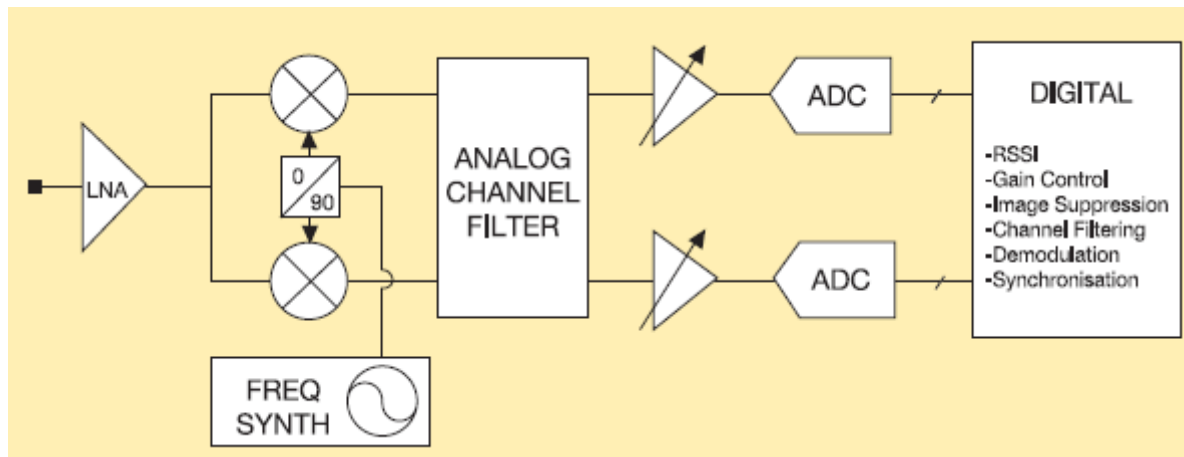 LNA
0
90
FREQ
SYNTH
ANALOG
CHANNEL
FILTER
ADC
ADC
DIGITAL
-RSSI
-Gain Control
-Image Suppression
-Channel Filtering
-Demodulation
-Synchronisation